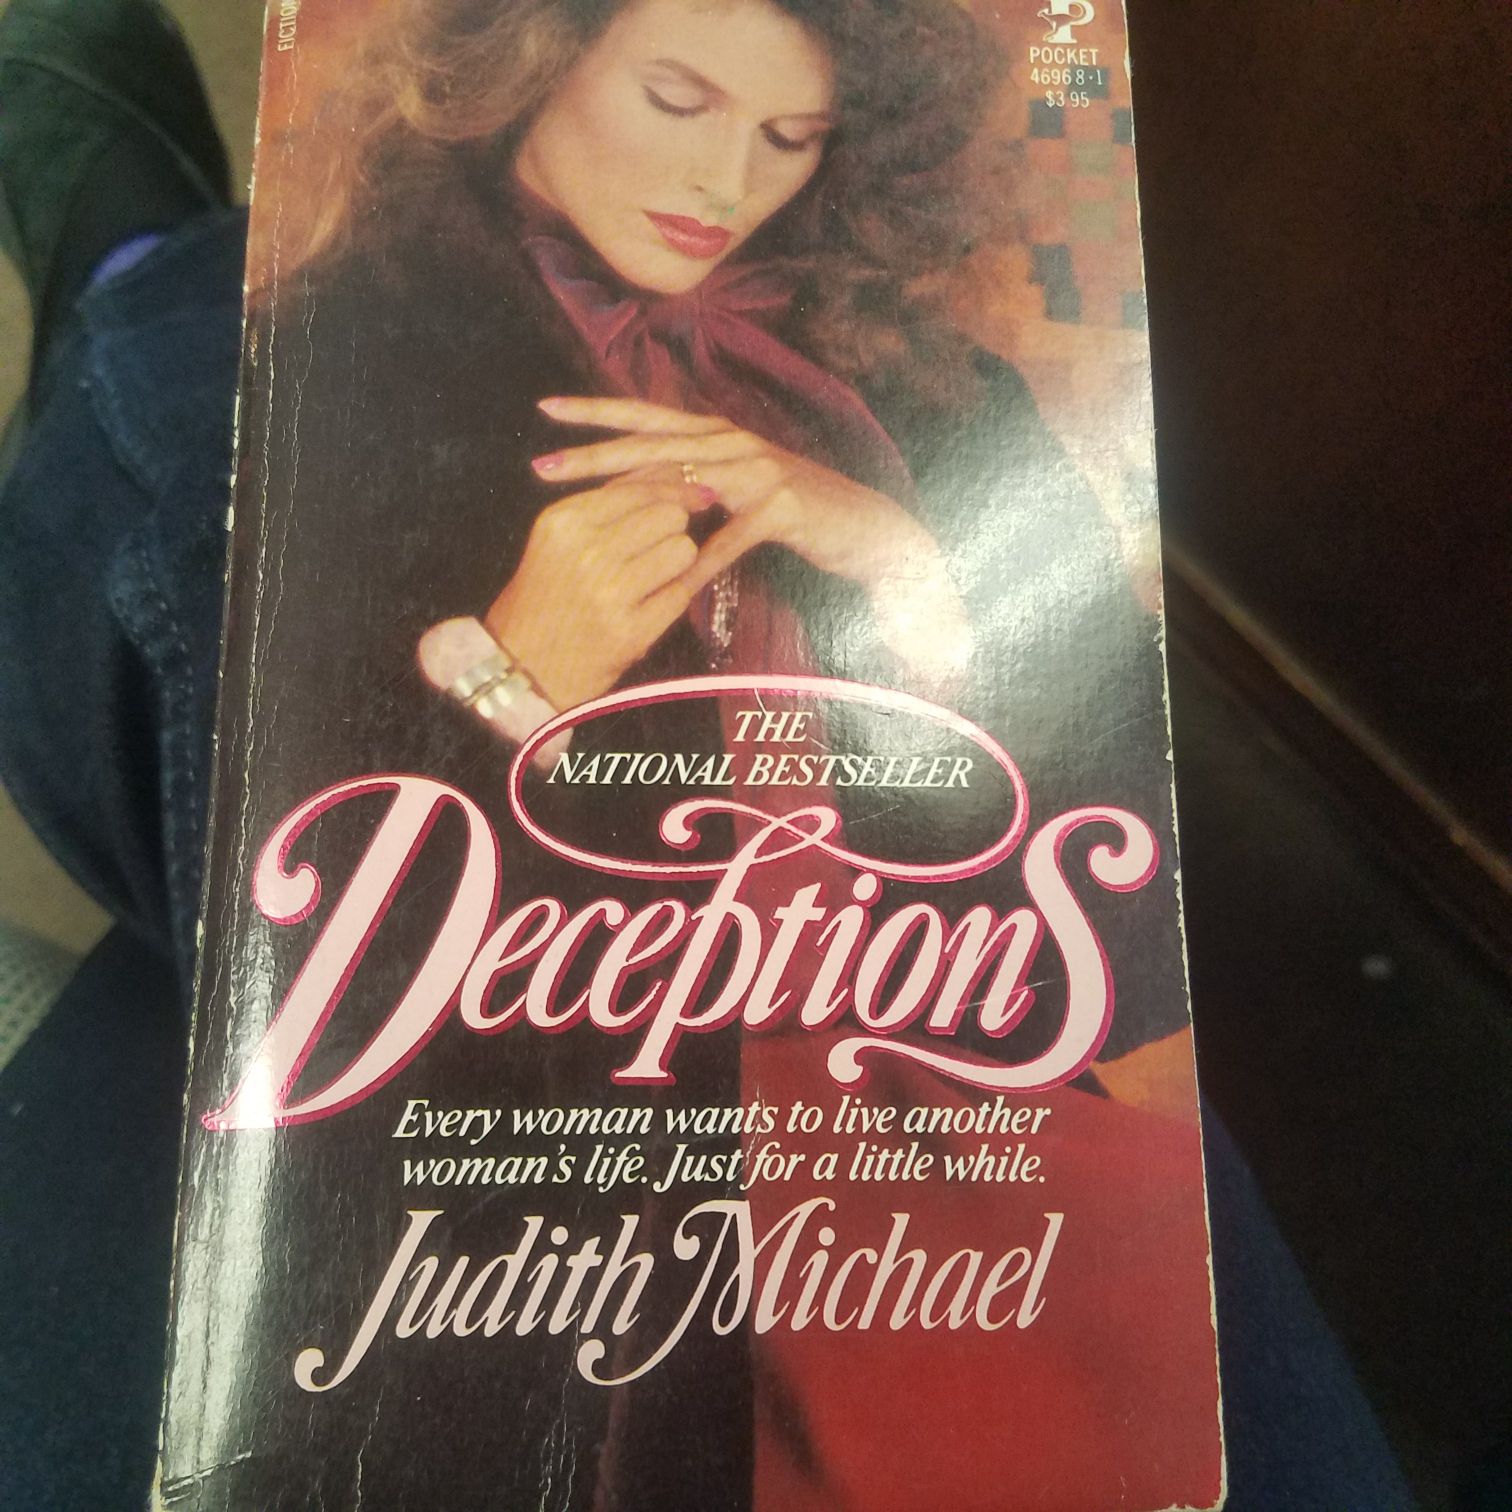 FICTION
POCKET
46968·1
$3.95
THE
NATIONAL BESTSELLER
Deceptions
Every woman wants to live another
woman's life. Just for a little while.
Judith Michael